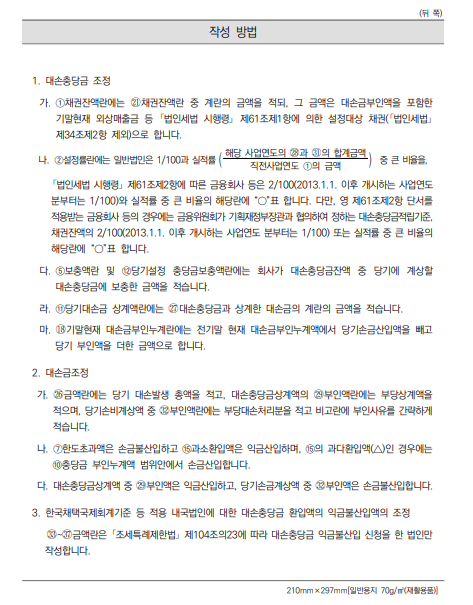 (뒤 쪽)
작성 방법
1. 대손충당금 조정
가. ①채권잔액란에는 ㉑채권잔액란 중 계란의 금액을 적되, 그 금액은 대손금부인액을 포함한
기말현재 외상매출금 등 「법인세법 시행령」 제61조제1항에 의한 설정대상 채권(「법인세법」
제34조제2항 제외)으로 합니다.
나. ②설정률란에는 일반법인은 1/100과 실적률 (해당 사업연도의 ㉘과 ㉛의 합계금액 / 직전사업연도 ①의 금액) 중 큰 비율을,
「법인세법 시행령」 제61조제2항에 따른 금융회사 등은 2/100(2013.1.1. 이후 개시하는 사업연도
분부터는 1/100)와 실적률 중 큰 비율의 해당란에 "○"표 합니다. 다만, 영 제61조제2항 단서를
적용받는 금융회사 등의 경우에는 금융위원회가 기획재정부장관과 협의하여 정하는 대손충당금적립기준,
채권잔액의 2/100(2013.1.1. 이후 개시하는 사업연도 분부터는 1/100) 또는 실적률 중 큰 비율의
해당란에 "○"표 합니다.
다. ⑤보충액란 및 ⑫당기설정 충당금보충액란에는 회사가 대손충당금잔액 중 당기에 계상할
대손충당금에 보충한 금액을 적습니다.
라. ⑪당기대손금 상계액란에는 ㉗대손충당금과 상계한 대손금의 계란의 금액을 적습니다.
마. ⑱기말현재 대손금부인누계란에는 전기말 현재 대손금부인누계액에서 당기손금산입액을 빼고
당기 부인액을 더한 금액으로 합니다.
2. 대손금조정
가. ㉖금액란에는 당기 대손발생 총액을 적고, 대손충당금상계액의 ㉙부인액란에는 부당상계액을
적으며, 당기손비계상액 중 ㉜부인액란에는 부당대손처리분을 적고 비고란에 부인사유를 간략하게
적습니다.
나. ⑦한도초과액은 손금불산입하고 ⑯과소환입액은 익금산입하며, ⑮의 과다환입액(△)인 경우에는
⑩충당금 부인누계액 범위안에서 손금산입합니다.
다. 대손충당금상계액 중 ㉙부인액은 익금산입하고, 당기손금계상액 중 ㉜부인액은 손금불산입합니다.
3. 한국채택국제회계기준 등 적용 내국법인에 대한 대손충당금 환입액의 익금불산입액의 조정
㉝~㊲금액란은 「조세특례제한법」 제104조의23에 따라 대손충당금 익금불산입 신청을 한 법인만
작성합니다.
210mm×297mm[일반용지 70g/㎡(재활용품)]